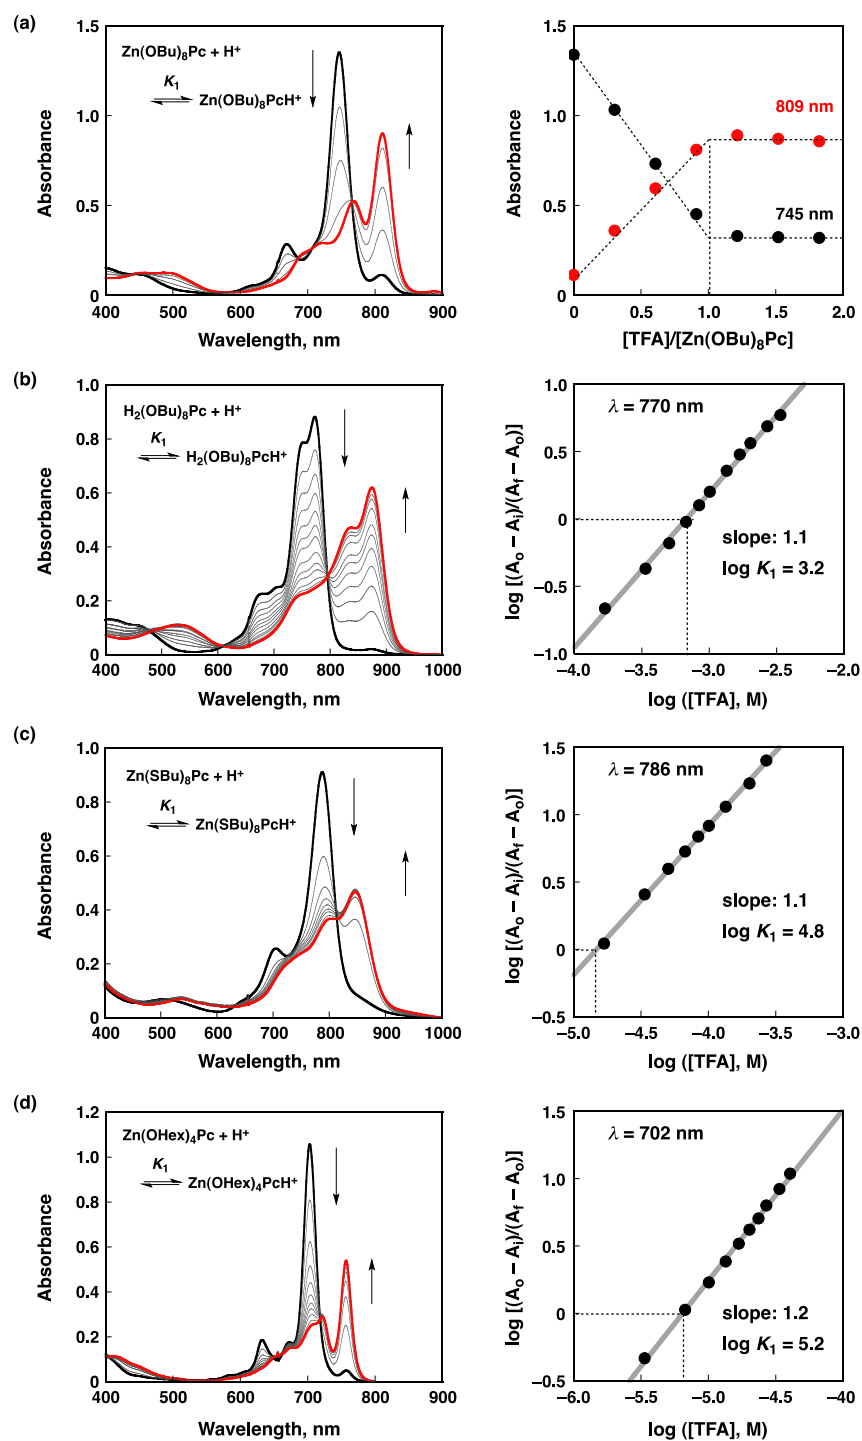 (a)
1.5
1.0
0.5
0
Absorbance
Zn(OBu)₈Pc + H⁺
K₁
Zn(OBu)₈PcH⁺
400 500 600 700 800 900
Wavelength, nm
1.5
1.0
0.5
0
Absorbance
809 nm
745 nm
0 0.5 1.0 1.5 2.0
[TFA]/[Zn(OBu)₈Pc]
(b)
1.0
0.8
0.6
0.4
0.2
0
Absorbance
H₂(OBu)₈Pc + H⁺
K₁
H₂(OBu)₈PcH⁺
400 500 600 700 800 900 1000
Wavelength, nm
1.0
0.5
0
−0.5
−1.0
log [(Aₒ − Aᵢ)/(A_f − Aₒ)]
λ = 770 nm
slope: 1.1
log K₁ = 3.2
−4.0 −3.5 −3.0 −2.5 −2.0
log ([TFA], M)
(c)
1.0
0.8
0.6
0.4
0.2
0
Absorbance
Zn(SBu)₈Pc + H⁺
K₁
Zn(SBu)₈PcH⁺
400 500 600 700 800 900 1000
Wavelength, nm
1.5
1.0
0.5
0
−0.5
log [(Aₒ − Aᵢ)/(A_f − Aₒ)]
λ = 786 nm
slope: 1.1
log K₁ = 4.8
−5.0 −4.5 −4.0 −3.5 −3.0
log ([TFA], M)
(d)
1.2
1.0
0.8
0.6
0.4
0.2
0
Absorbance
Zn(OHex)₄Pc + H⁺
K₁
Zn(OHex)₄PcH⁺
400 500 600 700 800 900
Wavelength, nm
1.5
1.0
0.5
0
−0.5
log [(Aₒ − Aᵢ)/(A_f − Aₒ)]
λ = 702 nm
slope: 1.2
log K₁ = 5.2
−6.0 −5.5 −5.0 −4.5 −4.0
log ([TFA], M)